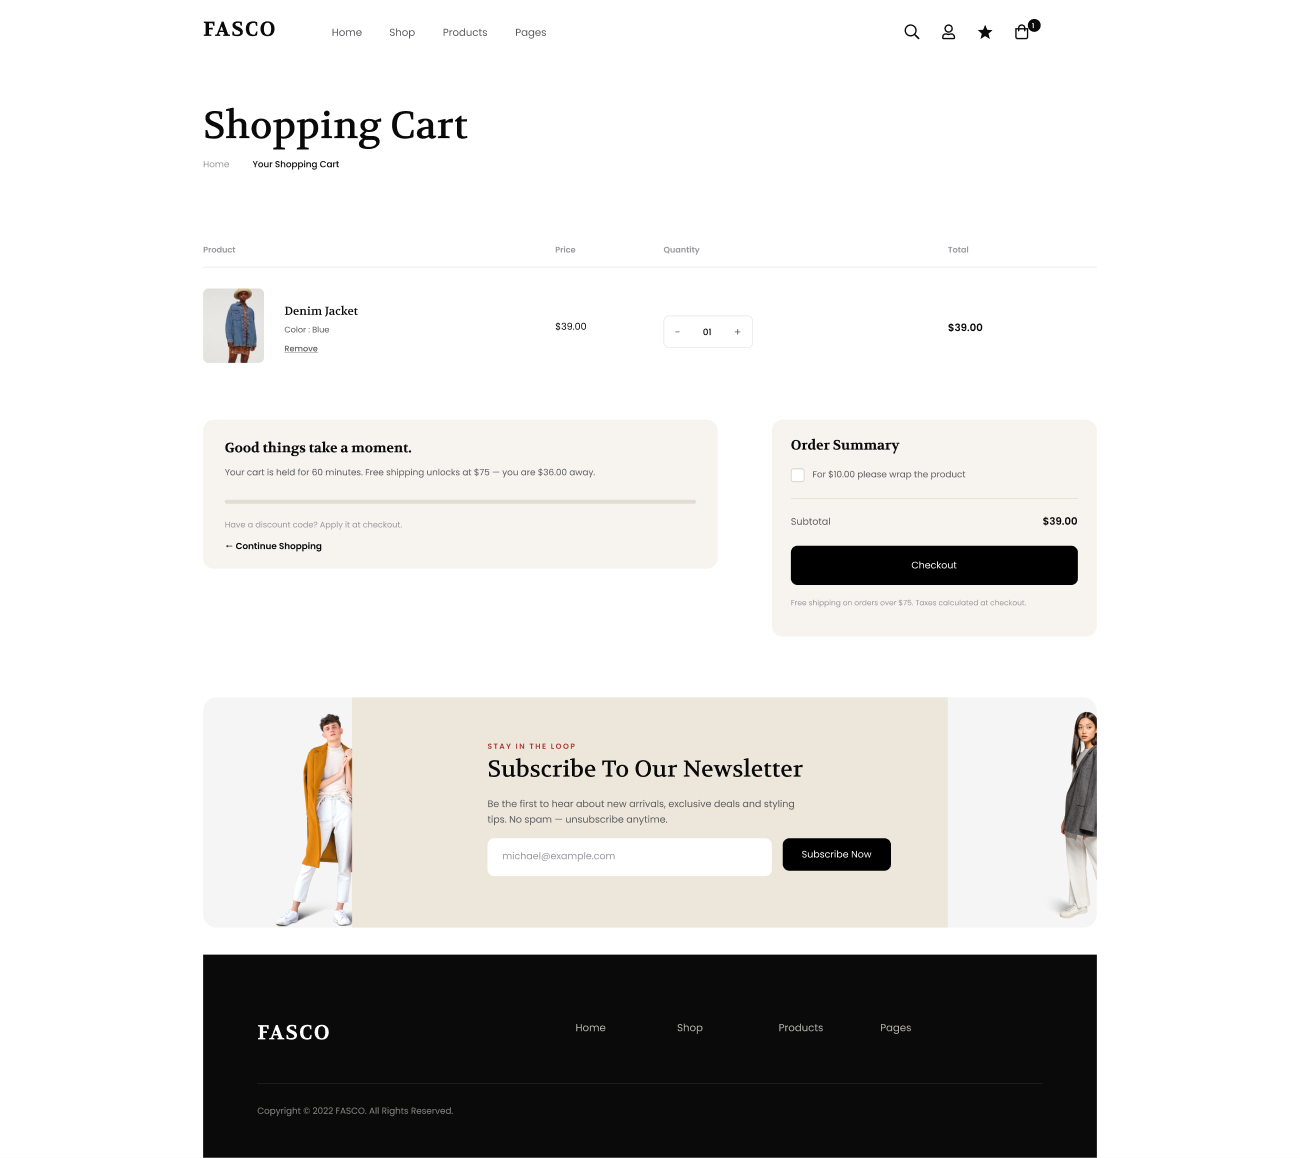 FASCO
Home Shop Products Pages
1
Shopping Cart
Home Your Shopping Cart
Product Price Quantity Total
Denim Jacket
Color : Blue
Remove
$39.00
- 01 +
$39.00
Good things take a moment.
Your cart is held for 60 minutes. Free shipping unlocks at $75 — you are $36.00 away.
Have a discount code? Apply it at checkout.
← Continue Shopping
Order Summary
For $10.00 please wrap the product
Subtotal $39.00
Checkout
Free shipping on orders over $75. Taxes calculated at checkout.
STAY IN THE LOOP
Subscribe To Our Newsletter
Be the first to hear about new arrivals, exclusive deals and styling
tips. No spam — unsubscribe anytime.
michael@example.com
Subscribe Now
FASCO
Home Shop Products Pages
Copyright © 2022 FASCO. All Rights Reserved.